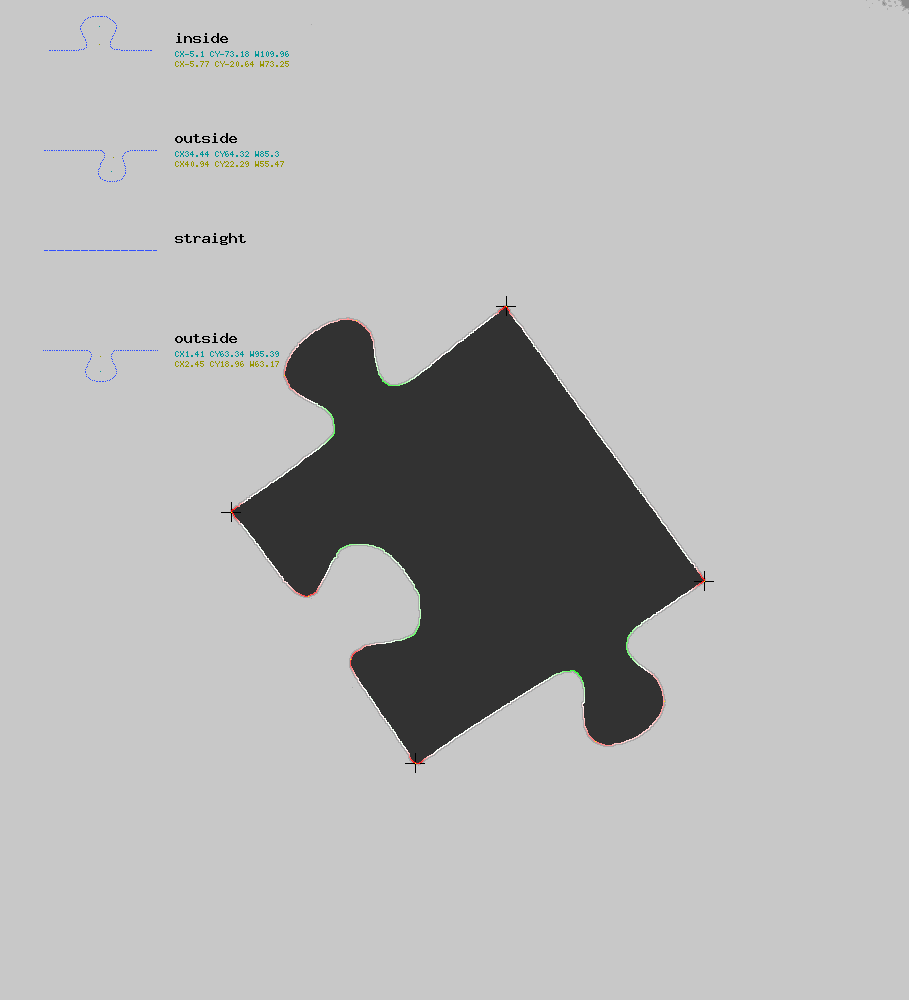 inside
CX-5.1 CY-73.18 W109.96
CX-5.77 CY-20.64 W73.25
outside
CX34.44 CY64.32 W85.3
CX40.94 CY22.29 W55.47
straight
outside
CX1.41 CY63.34 W95.39
CX2.45 CY18.96 W63.17